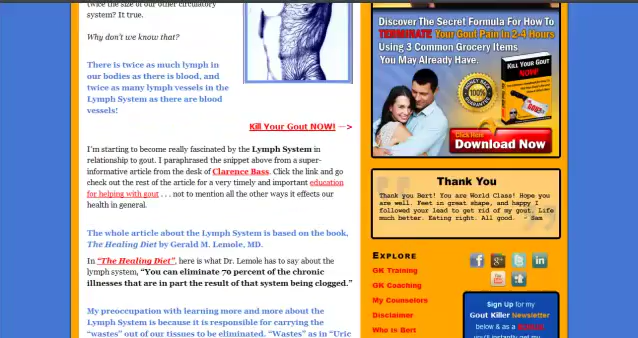 twice the size of our other circulatory
system? It true.
Why don't we know that?
There is twice as much lymph in
our bodies as there is blood, and
twice as many lymph vessels in the
Lymph System as there are blood
vessels!
Kill Your Gout NOW! —>
I'm starting to become really fascinated by the Lymph System in
relationship to gout. I paraphrased the snippet above from a super-
informative article from the desk of Clarence Bass. Click the link and go
check out the rest of the article for a very timely and important education
for helping with gout . . . not to mention all the other ways it effects our
health in general.
The whole article about the Lymph System is based on the book,
The Healing Diet by Gerald M. Lemole, MD.
In "The Healing Diet", here is what Dr. Lemole has to say about the
lymph system, "You can eliminate 70 percent of the chronic
illnesses that are in part the result of that system being clogged."
My preoccupation with learning more and more about the
Lymph System is because it is responsible for carrying the
"wastes" out of our tissues to be eliminated. "Wastes" as in "Uric
Discover The Secret Formula For How To
TERMINATE Your Gout Pain In 2-4 Hours
Using 3 Common Grocery Items
You May Already Have.
KILL YOUR GOUT
NOW!
MONEY BACK
100%
GUARANTEE
Click Here
Download Now
Thank You
Thank you Bert! You are World Class! Hope you
are well. Feet in great shape, and happy I
followed your lead to get rid of my gout. Life
much better. Eating right. All good. - Sam
Explore
GK Training
GK Coaching
My Counselors
Disclaimer
Who is Bert
Sign Up for my
Gout Killer Newsletter
below & as a
you'll instantly get my